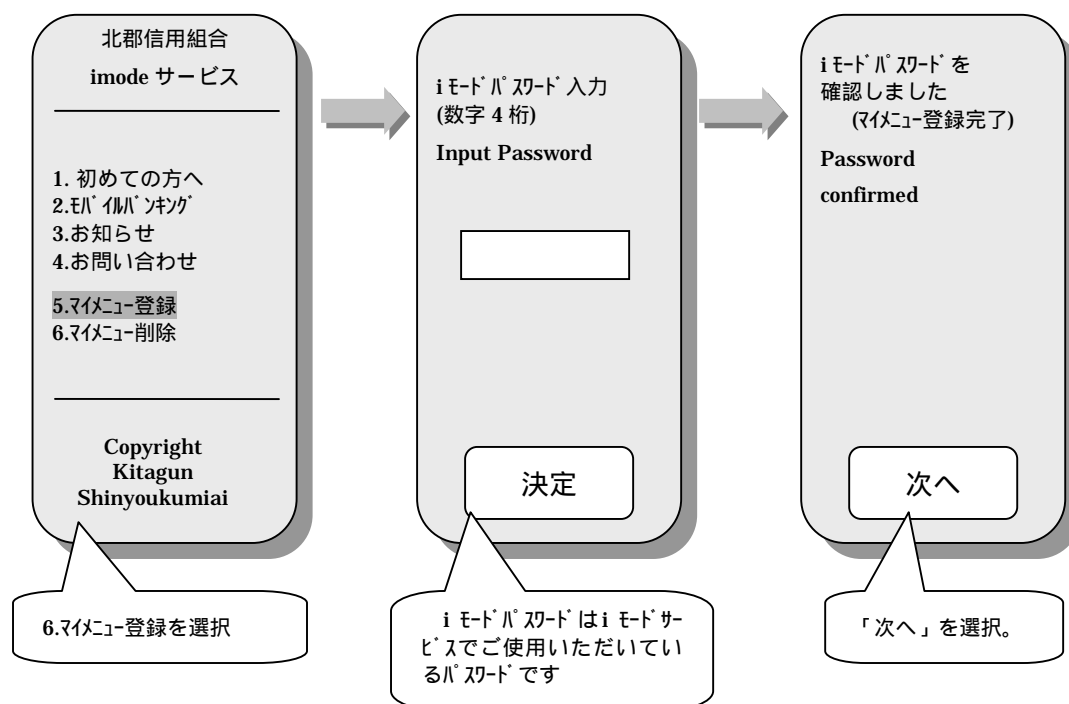 北郡信用組合
imode サービス
1. 初めての方へ
2.ﾓﾊﾞｲﾙﾊﾞﾝｷﾝｸﾞ
3.お知らせ
4.お問い合わせ
5.ﾏｲﾒﾆｭｰ登録
6.ﾏｲﾒﾆｭｰ削除
Copyright
Kitagun
Shinyoukumiai
6.ﾏｲﾒﾆｭｰ登録を選択
i ﾓｰﾄﾞﾊﾟｽﾜｰﾄﾞ入力
(数字 4 桁)
Input Password
決定
i ﾓｰﾄﾞﾊﾟｽﾜｰﾄﾞは i ﾓｰﾄﾞｻｰ
ﾋﾞｽでご使用いただいてい
るﾊﾟｽﾜｰﾄﾞです
i ﾓｰﾄﾞﾊﾟｽﾜｰﾄﾞを
確認しました
(ﾏｲﾒﾆｭｰ登録完了)
Password
confirmed
次へ
「次へ」を選択。